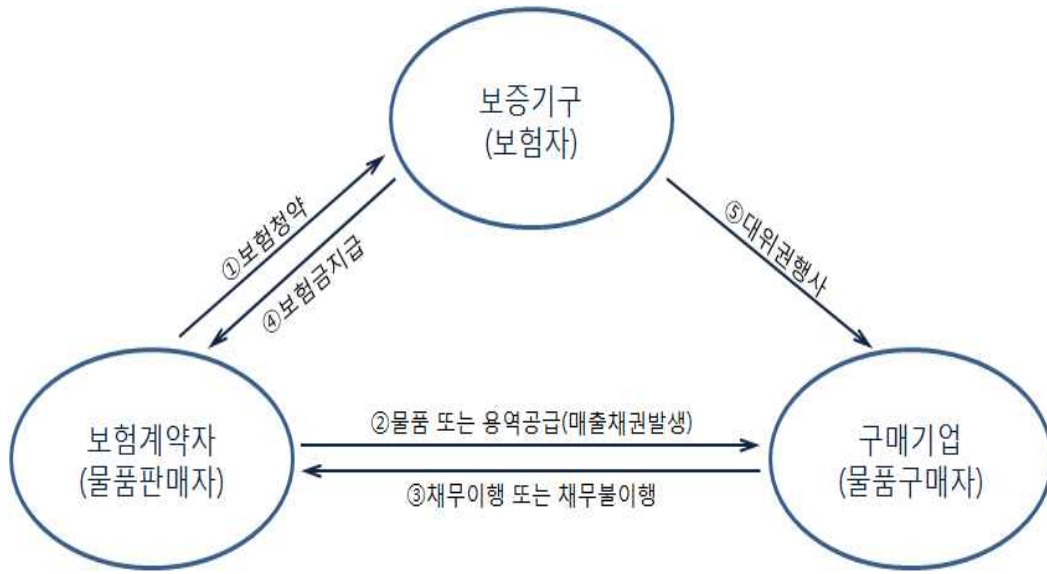 보증기구
(보험자)
①보험청약
④보험금지급
⑤대위권행사
보험계약자
(물품판매자)
②물품 또는 용역공급(매출채권발생)
③채무이행 또는 채무불이행
구매기업
(물품구매자)